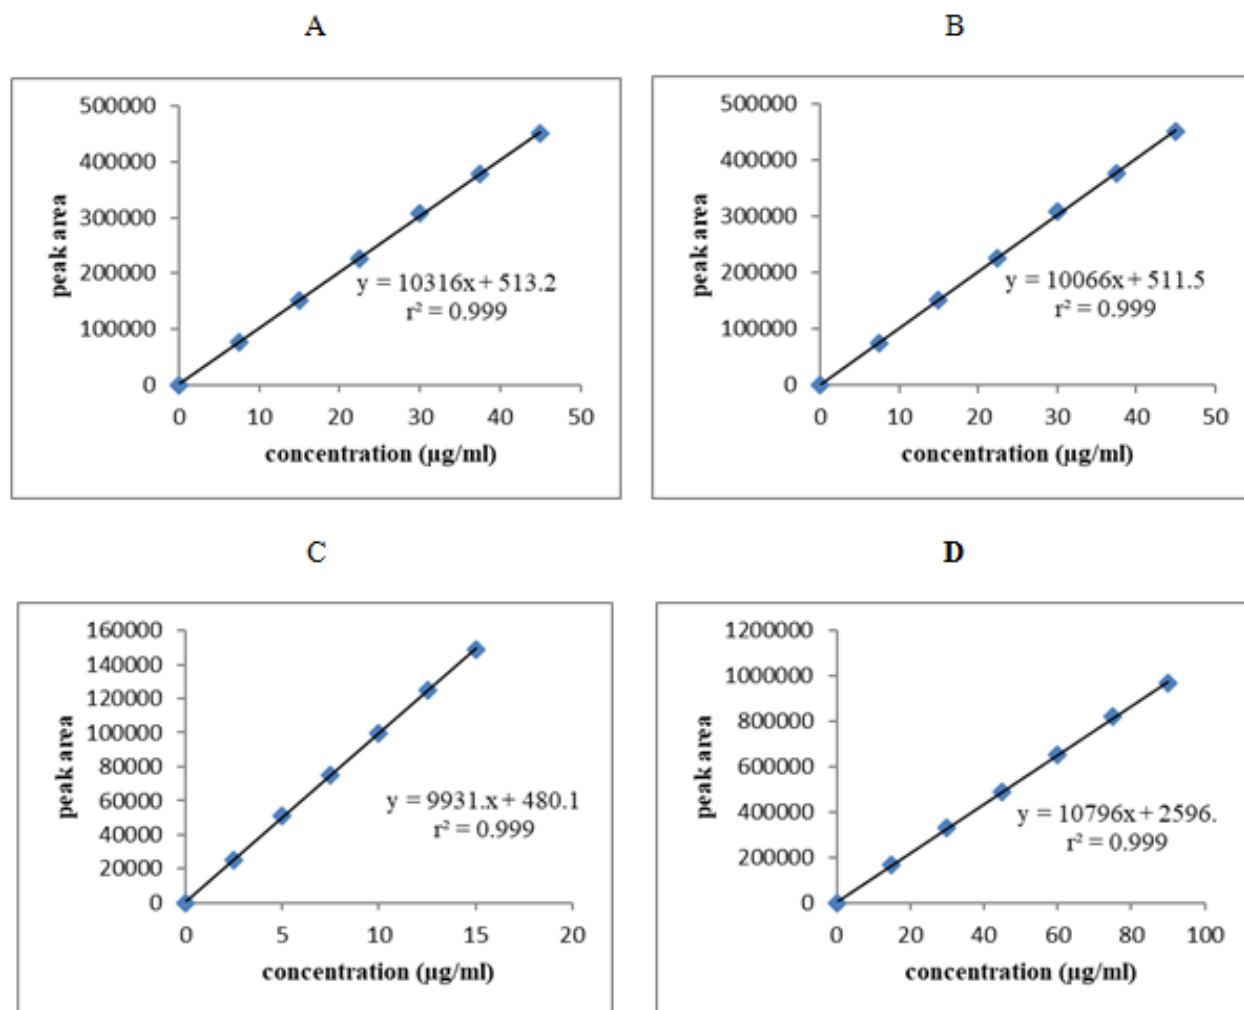 A
500000
400000
300000
200000
100000
0
0 10 20 30 40 50
peak area
concentration (µg/ml)
y = 10316x + 513.2
r² = 0.999
B
500000
400000
300000
200000
100000
0
0 10 20 30 40 50
peak area
concentration (µg/ml)
y = 10066x + 511.5
r² = 0.999
C
160000
140000
120000
100000
80000
60000
40000
20000
0
0 5 10 15 20
peak area
concentration (µg/ml)
y = 9931.x + 480.1
r² = 0.999
D
1200000
1000000
800000
600000
400000
200000
0
0 20 40 60 80 100
peak area
concentration (µg/ml)
y = 10796x + 2596.
r² = 0.999